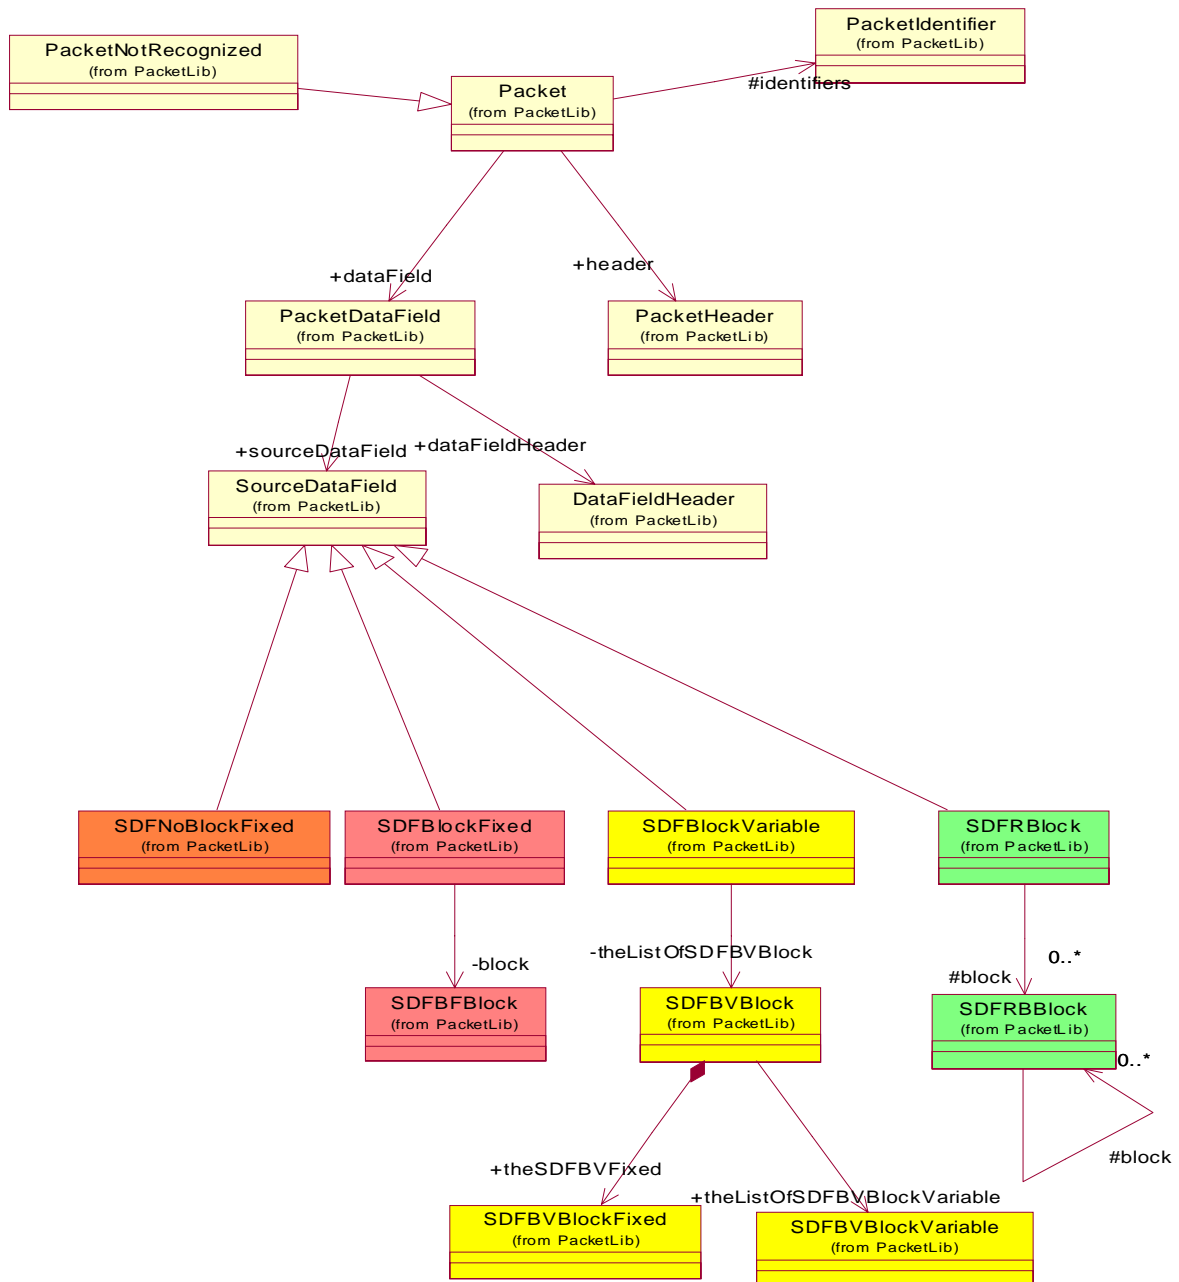 PacketIdentifier
(from PacketLib)
PacketNotRecognized
(from PacketLib)
#identifiers
Packet
(from PacketLib)
+dataField
+header
PacketDataField
(from PacketLib)
PacketHeader
(from PacketLib)
+sourceDataField
+dataFieldHeader
SourceDataField
(from PacketLib)
DataFieldHeader
(from PacketLib)
SDFNoBlockFixed
(from PacketLib)
SDFBlockFixed
(from PacketLib)
SDFBlockVariable
(from PacketLib)
SDFRBlock
(from PacketLib)
-block
-theListOfSDFBVBlock
0..*
#block
SDFBFBlock
(from PacketLib)
SDFBVBlock
(from PacketLib)
SDFRBBlock
(from PacketLib)
0..*
#block
+theSDFBVFixed
+theListOfSDFBVBlockVariable
SDFBVBlockFixed
(from PacketLib)
SDFBVBlockVariable
(from PacketLib)